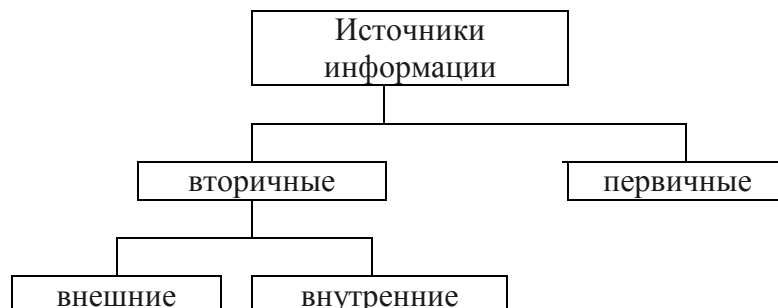 Источники
информации
вторичные
первичные
внешние
внутренние